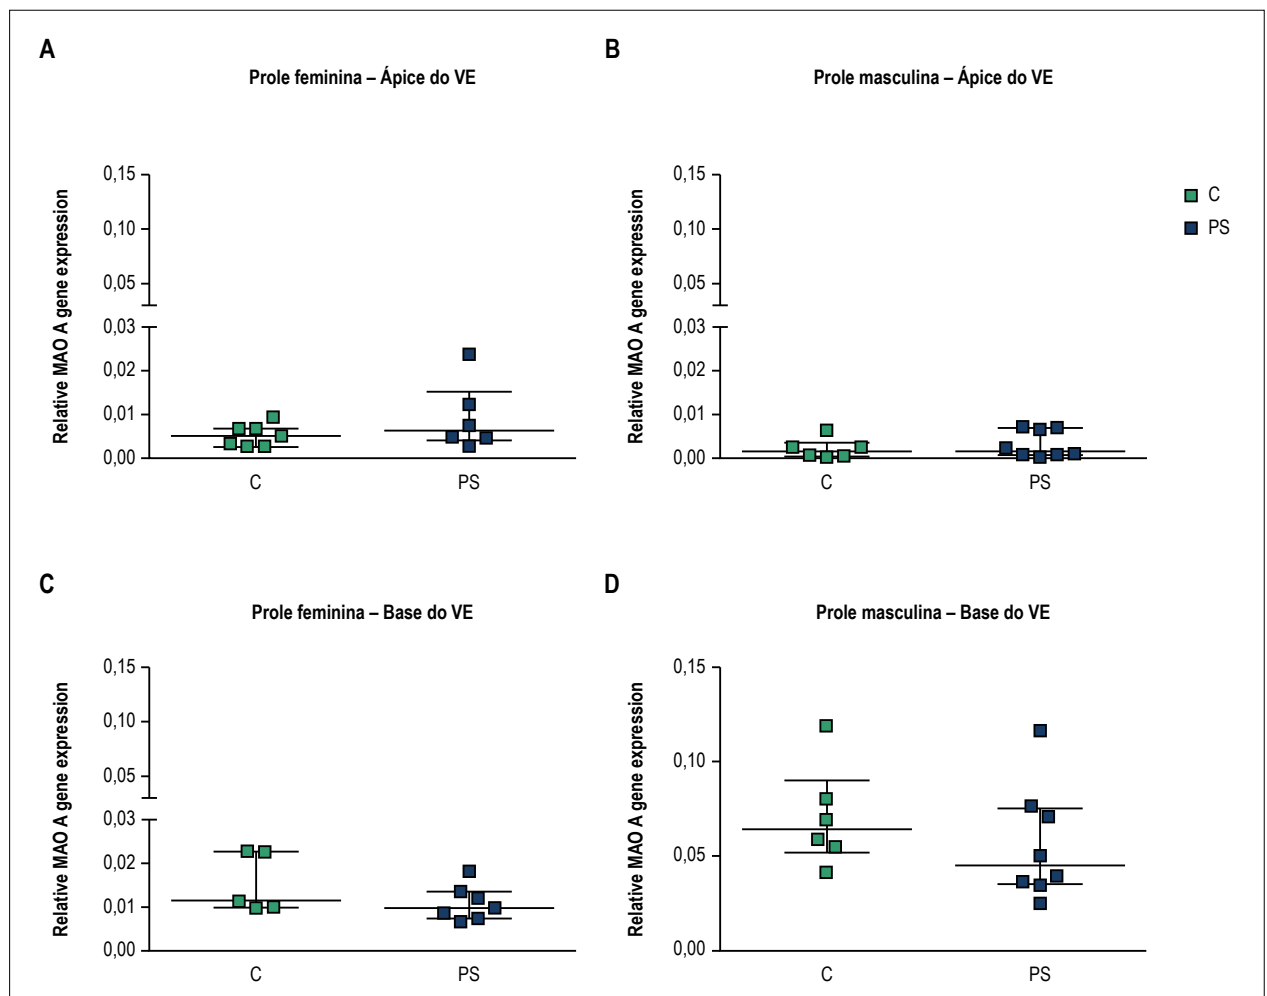 A
Prole feminina – Ápice do VE
Relative MAO A gene expression
0,15
0,10
0,05
0,03
0,02
0,01
0,00
C
PS
B
Prole masculina – Ápice do VE
Relative MAO A gene expression
0,15
0,10
0,05
0,03
0,02
0,01
0,00
C
PS
C
PS
C
Prole feminina – Base do VE
Relative MAO A gene expression
0,15
0,10
0,05
0,03
0,02
0,01
0,00
C
PS
D
Prole masculina – Base do VE
Relative MAO A gene expression
0,15
0,10
0,05
0,00
C
PS